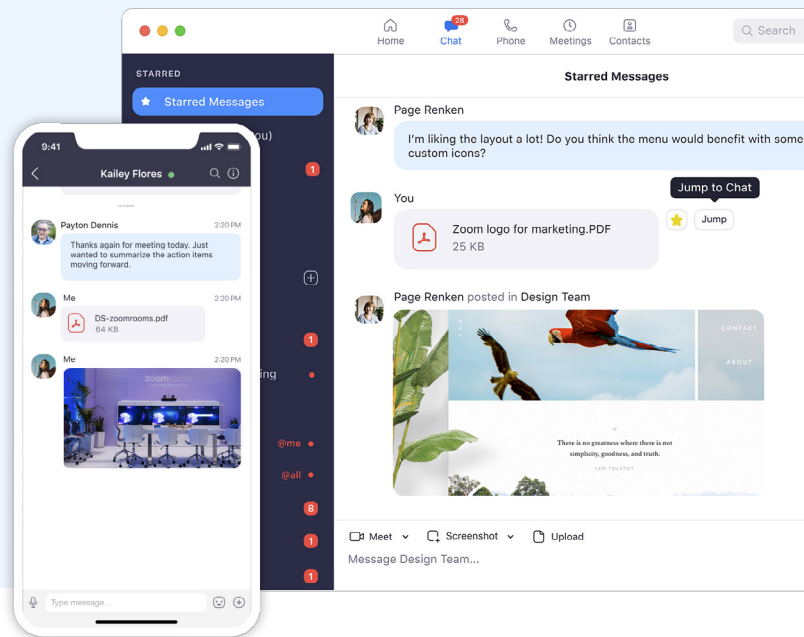 28
Home
Chat
Phone
Meetings
Contacts
Search
STARRED
Starred Messages
ou)
1
1
ing
@me
@all
8
1
1
Starred Messages
Page Renken
I'm liking the layout a lot! Do you think the menu would benefit with some
custom icons?
Jump to Chat
You
Zoom logo for marketing.PDF
25 KB
Jump
Page Renken posted in Design Team
CONTACT
ABOUT
There is no greatness where there is not
simplicity, goodness, and truth.
LEO TOLSTOY
Meet
Screenshot
Upload
Message Design Team...
9:41
Kailey Flores
Payton Dennis
2:20 PM
Thanks again for meeting today. Just
wanted to summarize the action items
moving forward.
Me
2:20 PM
DS-zoomrooms.pdf
64 KB
Me
2:20 PM
zoomrooms
Type message...